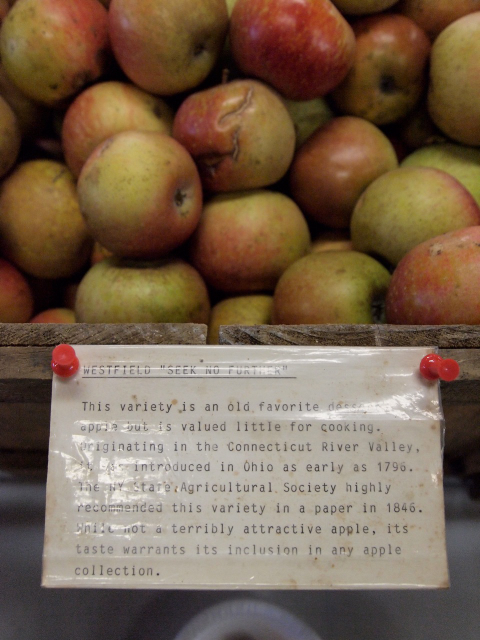 WESTFIELD "SEEK NO FURTHER"
This variety is an old favorite dessert
apple but is valued little for cooking.
Originating in the Connecticut River Valley,
it was introduced in Ohio as early as 1796.
The NY State Agricultural Society highly
recommended this variety in a paper in 1846.
While not a terribly attractive apple, its
taste warrants its inclusion in any apple
collection.